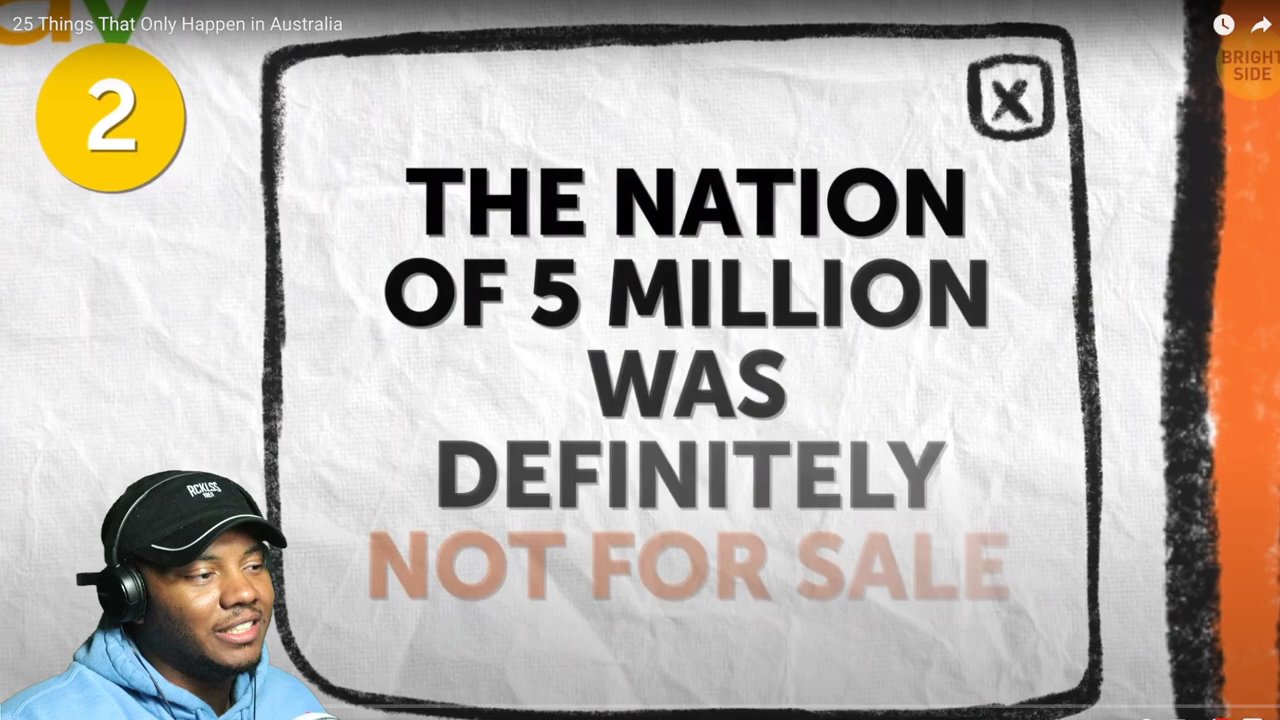 25 Things That Only Happen in Australia
BRIGHT
SIDE
2
X
THE NATION
OF 5 MILLION
WAS
DEFINITELY
NOT FOR SALE
RCKLSS